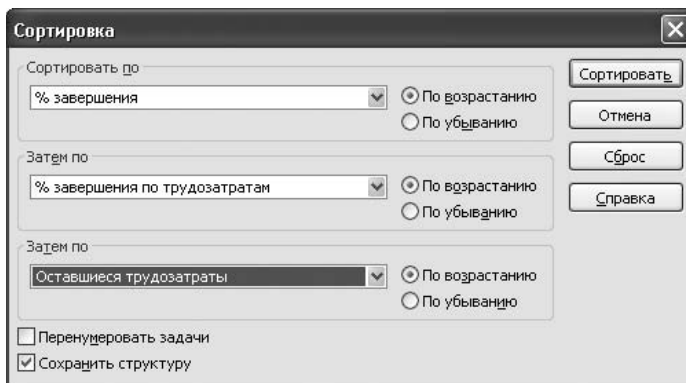 Сортировка
Сортировать по
% завершения
По возрастанию
По убыванию
Затем по
% завершения по трудозатратам
По возрастанию
По убыванию
Затем по
Оставшиеся трудозатраты
По возрастанию
По убыванию
Перенумеровать задачи
Сохранить структуру
Сортировать
Отмена
Сброс
Справка